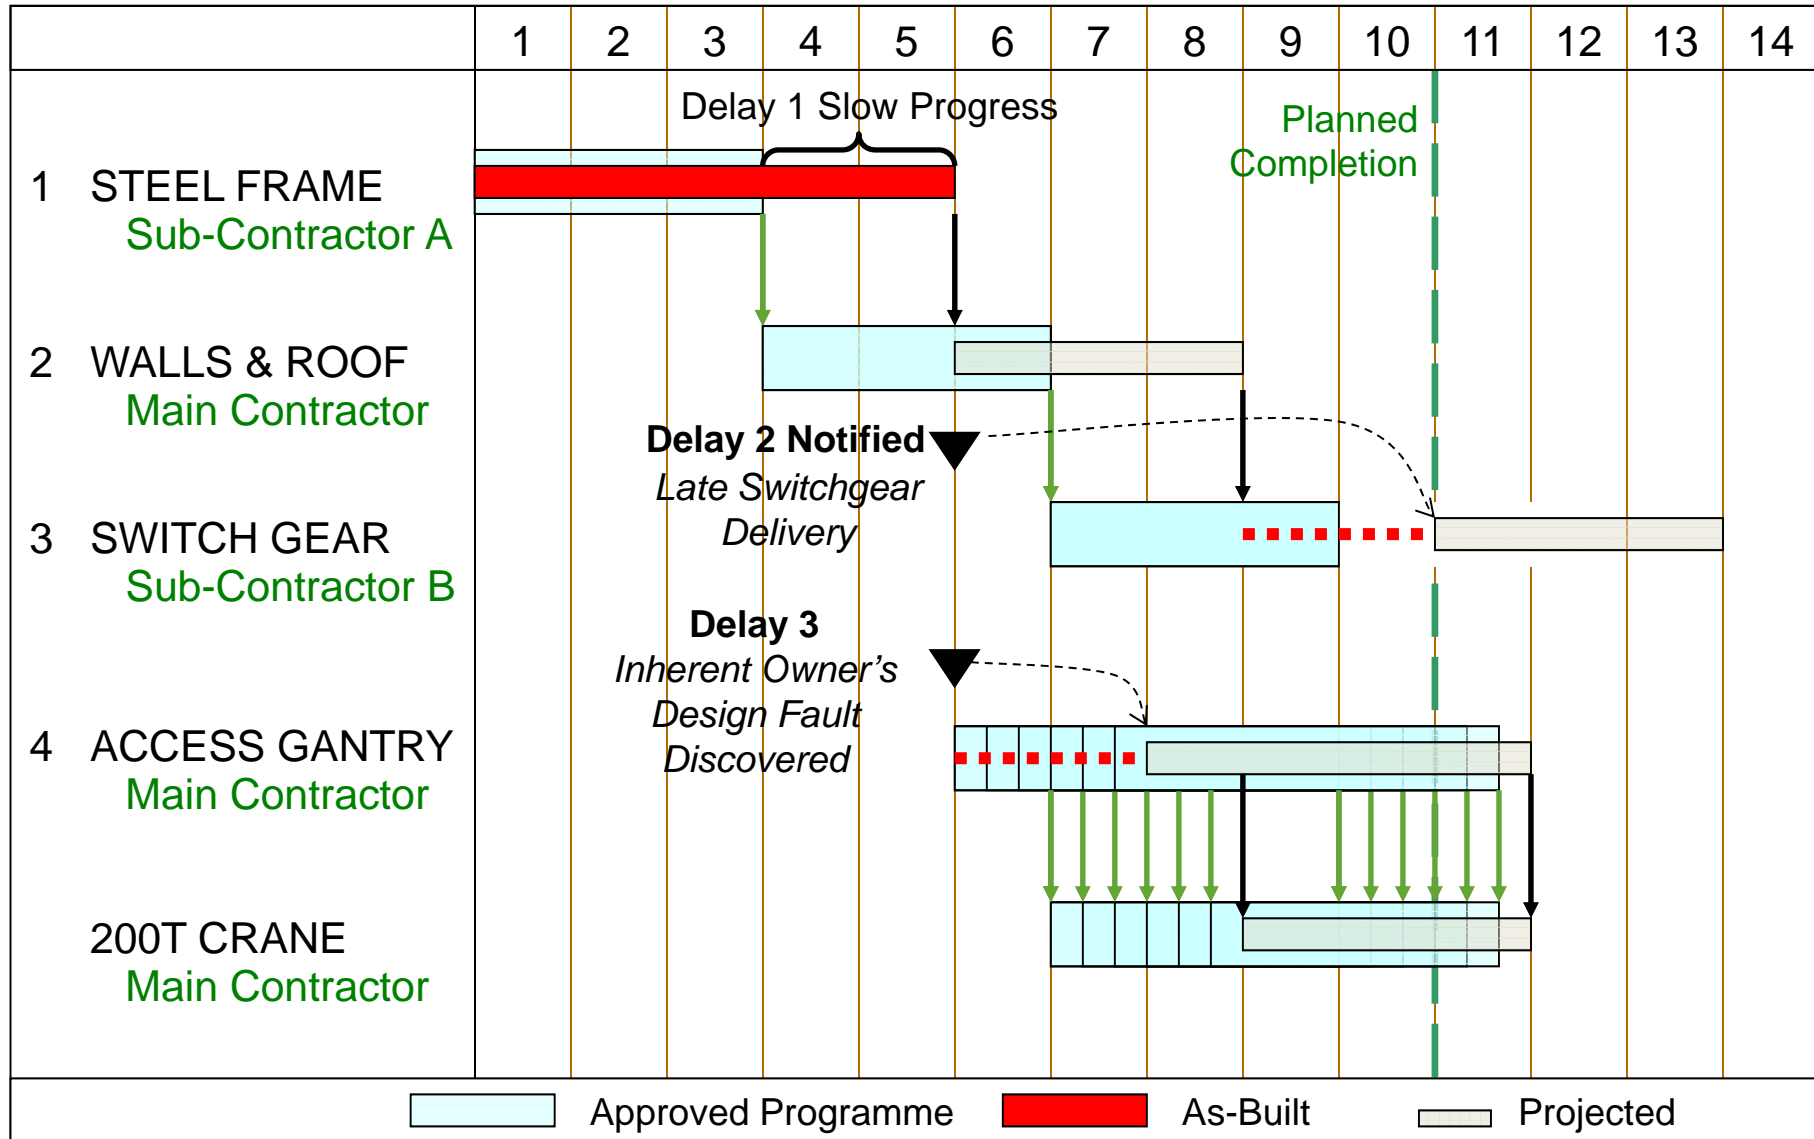 1 2 3 4 5 6 7 8 9 10 11 12 13 14
Delay 1 Slow Progress
Planned
Completion
1 STEEL FRAME
Sub-Contractor A
2 WALLS & ROOF
Main Contractor
Delay 2 Notified
Late Switchgear
Delivery
3 SWITCH GEAR
Sub-Contractor B
Delay 3
Inherent Owner’s
Design Fault
Discovered
4 ACCESS GANTRY
Main Contractor
200T CRANE
Main Contractor
Approved Programme As-Built Projected